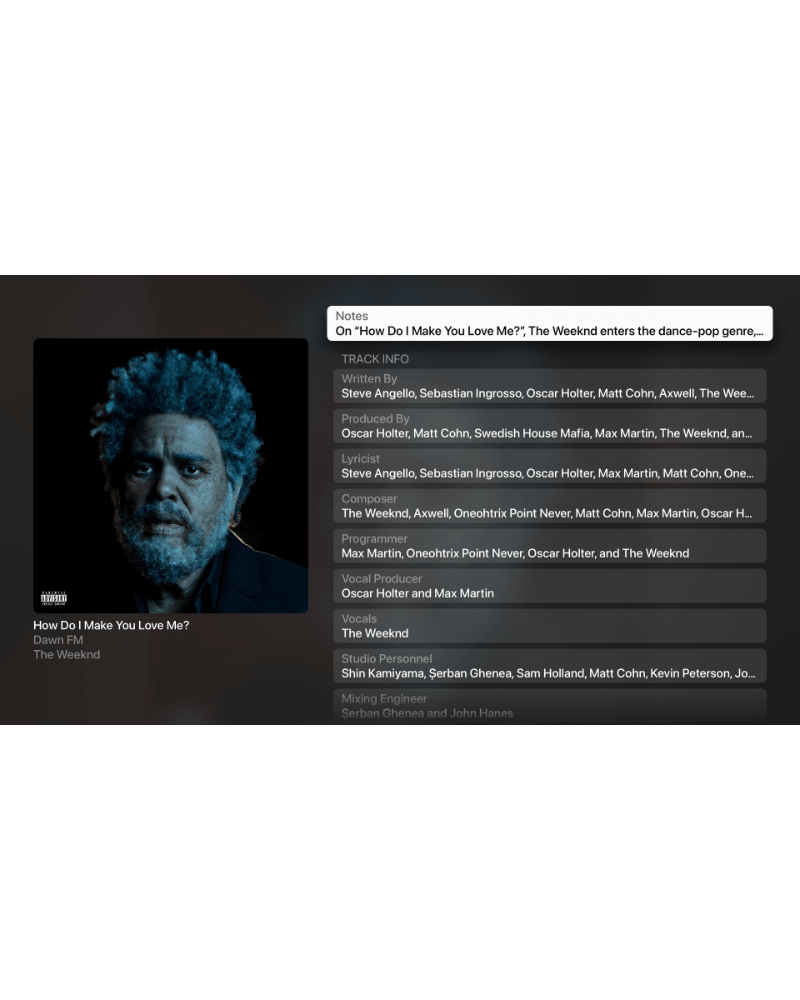 Notes
On “How Do I Make You Love Me?”, The Weeknd enters the dance-pop genre,...
TRACK INFO
Written By
Steve Angello, Sebastian Ingrosso, Oscar Holter, Matt Cohn, Axwell, The Wee...
Produced By
Oscar Holter, Matt Cohn, Swedish House Mafia, Max Martin, The Weeknd, an...
Lyricist
Steve Angello, Sebastian Ingrosso, Oscar Holter, Max Martin, Matt Cohn, One...
Composer
The Weeknd, Axwell, Oneohtrix Point Never, Matt Cohn, Max Martin, Oscar H...
Programmer
Max Martin, Oneohtrix Point Never, Oscar Holter, and The Weeknd
Vocal Producer
Oscar Holter and Max Martin
Vocals
The Weeknd
Studio Personnel
Shin Kamiyama, Şerban Ghenea, Sam Holland, Matt Cohn, Kevin Peterson, Jo...
Mixing Engineer
Şerban Ghenea and John Hanes
PARENTAL
ADVISORY
EXPLICIT CONTENT
How Do I Make You Love Me?
Dawn FM
The Weeknd